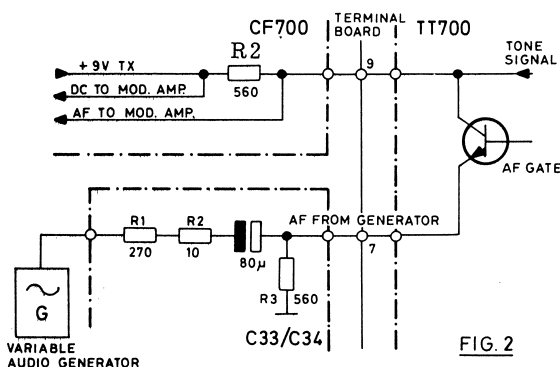 CF700
TERMINAL
BOARD
TT700
+9V TX
R2
560
9
TONE
SIGNAL
DC TO MOD. AMP.
AF TO MOD. AMP.
AF GATE
R1
270
R2
10
80µ
AF FROM GENERATOR
7
R3
560
G
C33/C34
VARIABLE
AUDIO GENERATOR
FIG. 2